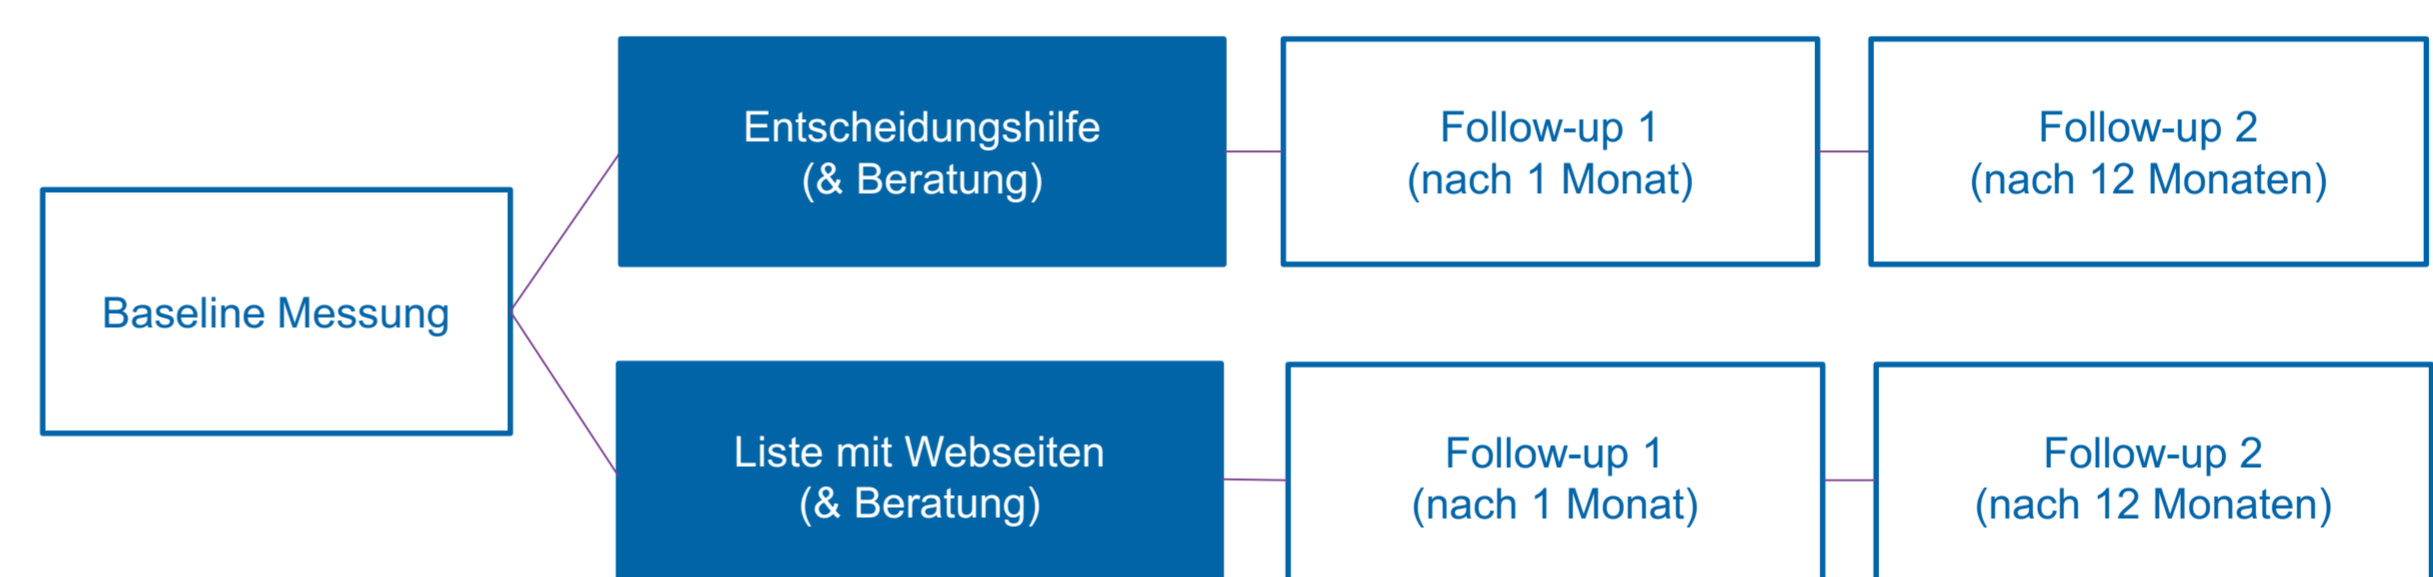 Entscheidungshilfe
(& Beratung)
Follow-up 1
(nach 1 Monat)
Follow-up 2
(nach 12 Monaten)
Baseline Messung
Liste mit Webseiten
(& Beratung)
Follow-up 1
(nach 1 Monat)
Follow-up 2
(nach 12 Monaten)